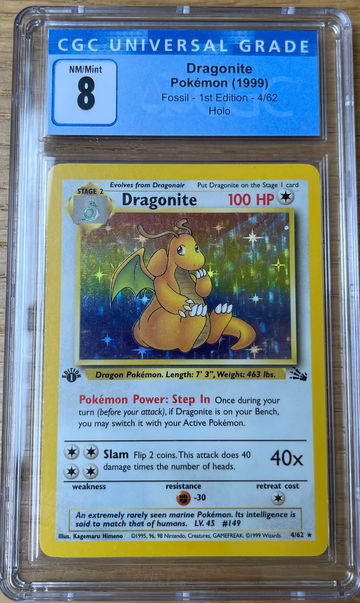 CGC UNIVERSAL GRADE
NM/Mint
8
Dragonite
Pokémon (1999)
Fossil - 1st Edition - 4/62
Holo
Evolves from Dragonair Put Dragonite on the Stage 1 card
STAGE 2
Dragonite 100 HP
EDITION
1
Dragon Pokémon. Length: 7' 3", Weight: 463 lbs.
Pokémon Power: Step In Once during your
turn (before your attack), if Dragonite is on your Bench,
you may switch it with your Active Pokémon.
Slam Flip 2 coins. This attack does 40
damage times the number of heads.
40x
weakness resistance retreat cost
-30
An extremely rarely seen marine Pokémon. Its intelligence is
said to match that of humans. LV. 45 #149
Illus. Kagemaru Himeno ©1995, 96, 98 Nintendo, Creatures, GAMEFREAK. ©1999 Wizards. 4/62